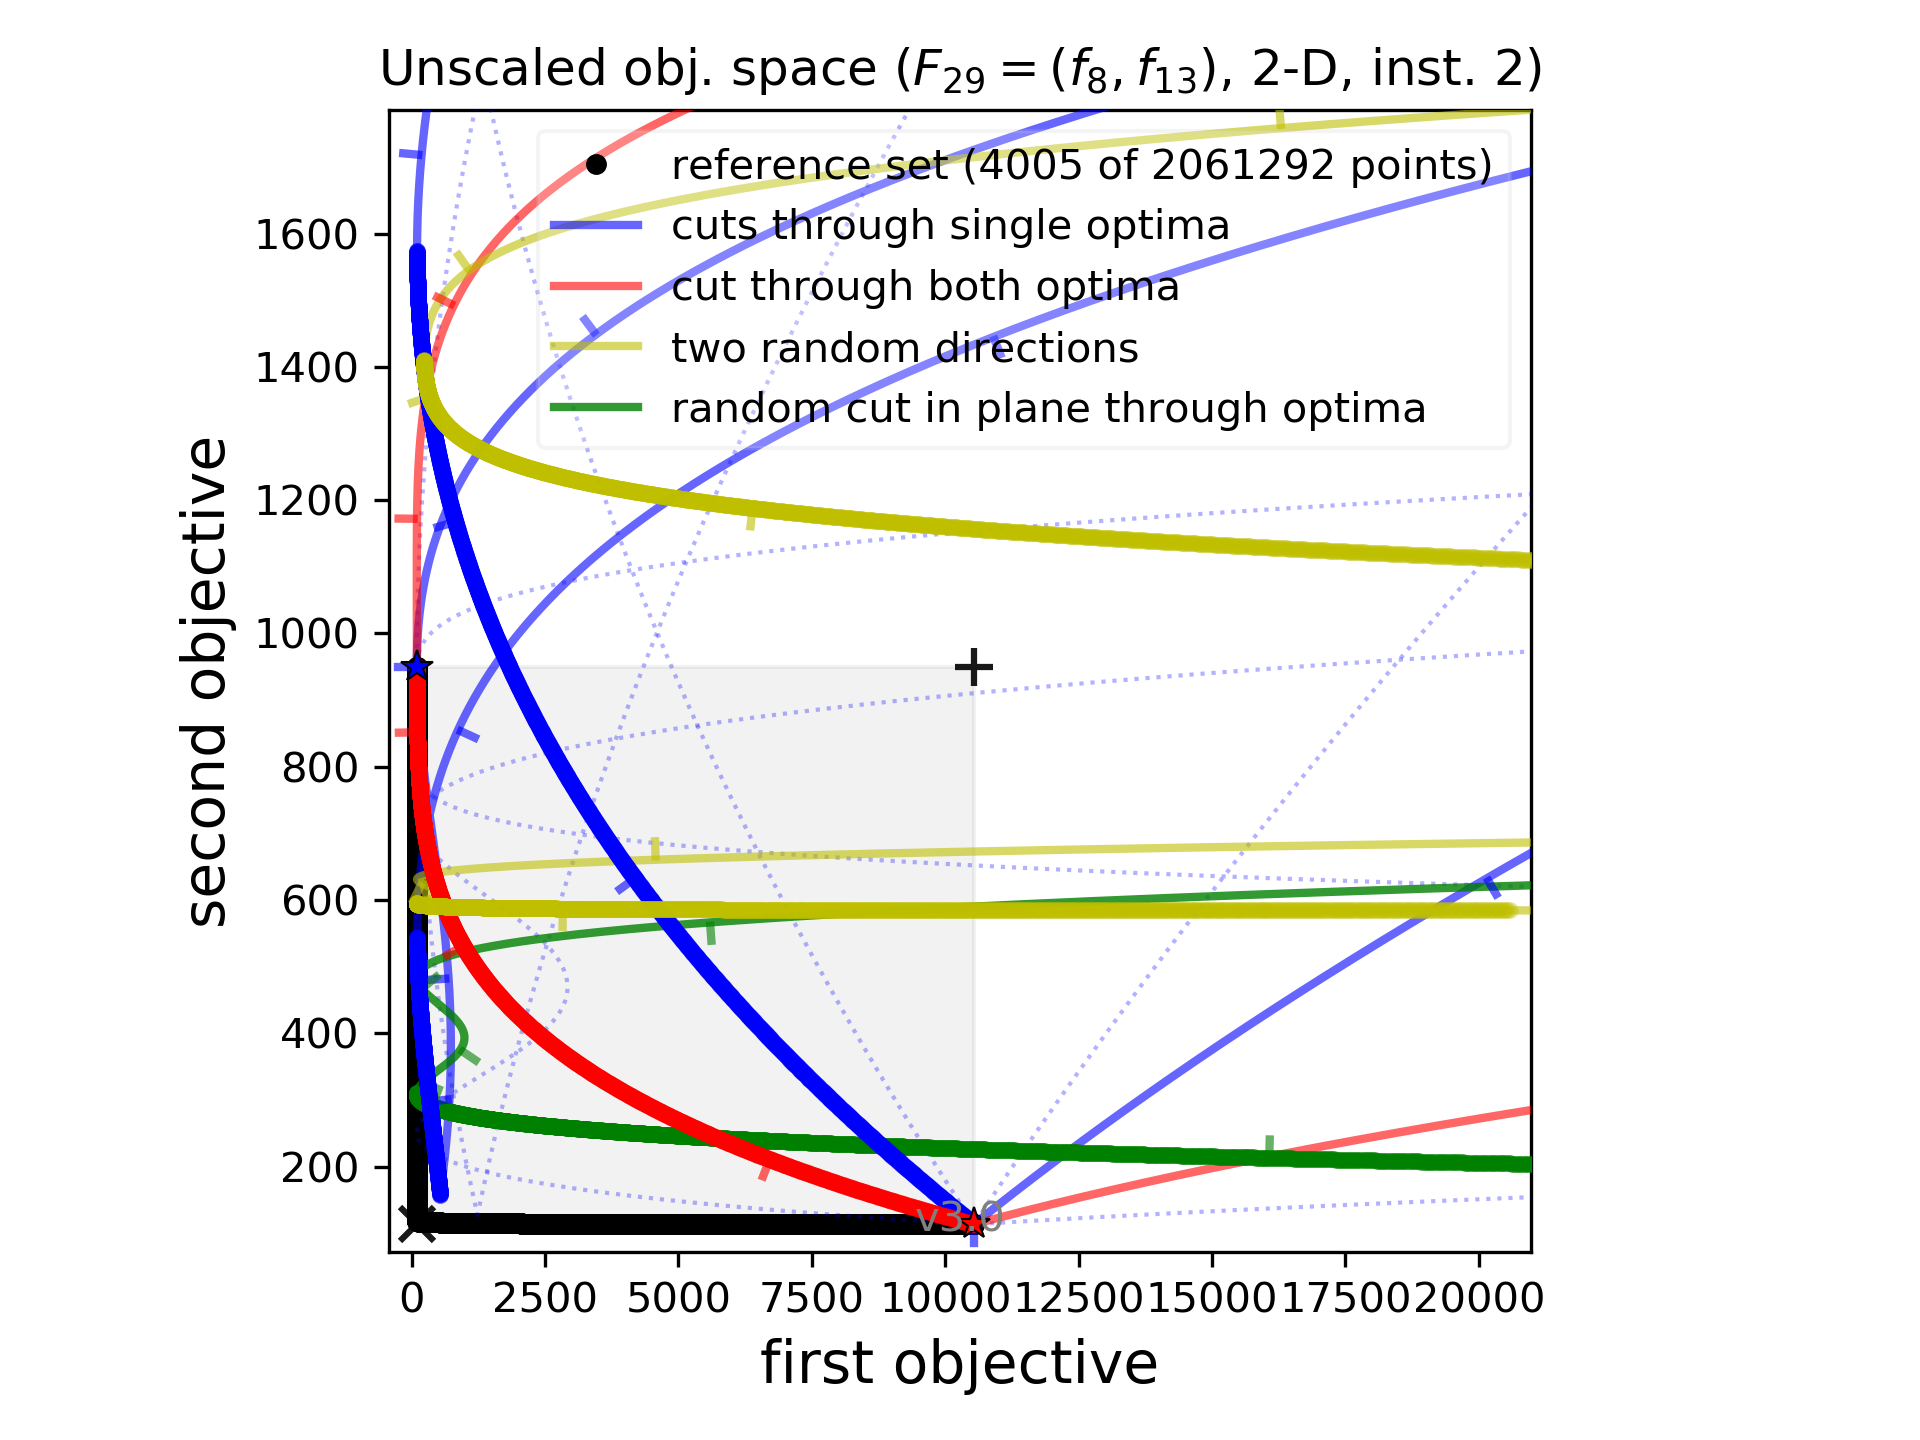 Unscaled obj. space (F29 = (f8, f13), 2-D, inst. 2)
reference set (4005 of 2061292 points)
cuts through single optima
cut through both optima
two random directions
random cut in plane through optima
second objective
1600
1400
1200
1000
800
600
400
200
v3.0
0 2500 5000 7500 10000 12500 15000 17500 20000
first objective